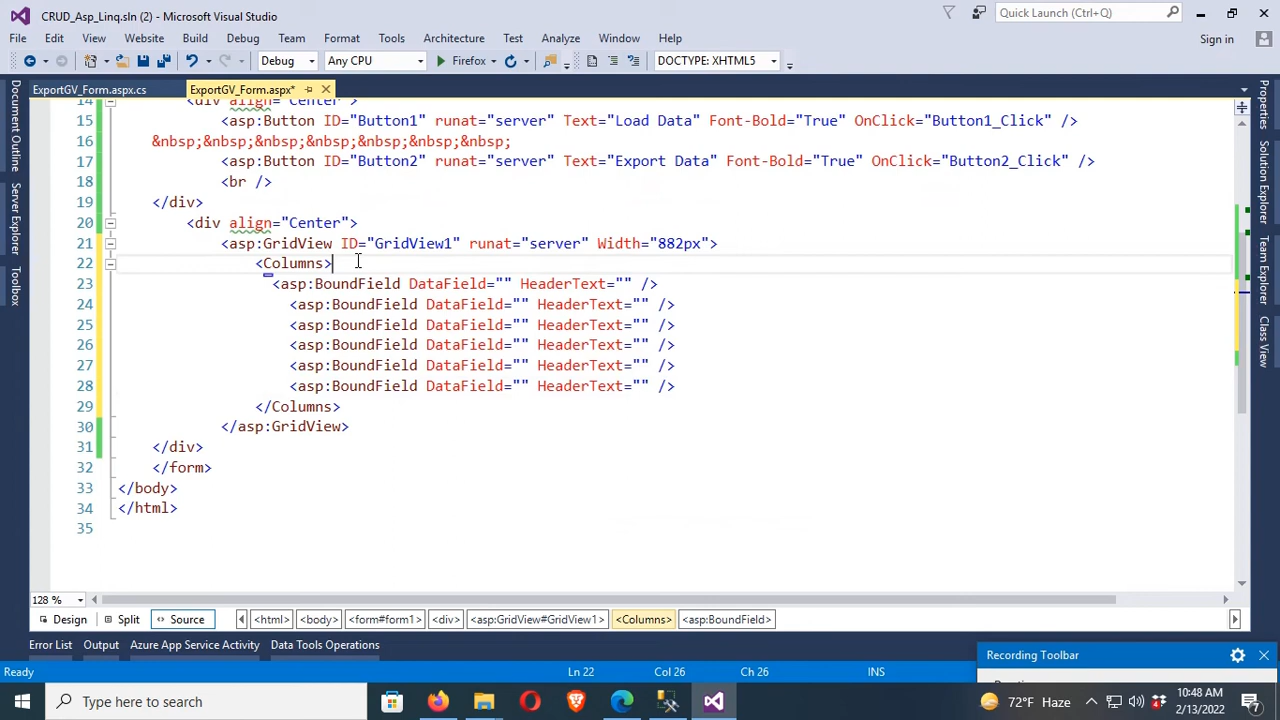 CRUD_Asp_Linq.sln (2) - Microsoft Visual Studio
Quick Launch (Ctrl+Q)
File Edit View Website Build Debug Team Format Tools Architecture Test Analyze Window Help
Sign in
Debug Any CPU Firefox DOCTYPE: XHTML5
ExportGV_Form.aspx.cs ExportGV_Form.aspx*
Document Outline
Server Explorer
Toolbox
Properties
Solution Explorer
Team Explorer
Class View
14 <div align="Center">
15 <asp:Button ID="Button1" runat="server" Text="Load Data" Font-Bold="True" OnClick="Button1_Click" />
16 &nbsp;&nbsp;&nbsp;&nbsp;&nbsp;&nbsp;&nbsp;
17 <asp:Button ID="Button2" runat="server" Text="Export Data" Font-Bold="True" OnClick="Button2_Click" />
18 <br />
19 </div>
20 <div align="Center">
21 <asp:GridView ID="GridView1" runat="server" Width="882px">
22 <Columns>
23 <asp:BoundField DataField="" HeaderText="" />
24 <asp:BoundField DataField="" HeaderText="" />
25 <asp:BoundField DataField="" HeaderText="" />
26 <asp:BoundField DataField="" HeaderText="" />
27 <asp:BoundField DataField="" HeaderText="" />
28 <asp:BoundField DataField="" HeaderText="" />
29 </Columns>
30 </asp:GridView>
31 </div>
32 </form>
33 </body>
34 </html>
35
128 %
Design Split Source <html> <body> <form#form1> <div> <asp:GridView#GridView1> <Columns> <asp:BoundField>
Error List Output Azure App Service Activity Data Tools Operations
Recording Toolbar
Ready Ln 22 Col 26 Ch 26 INS
Type here to search
72°F Haze
10:48 AM
2/13/2022
7